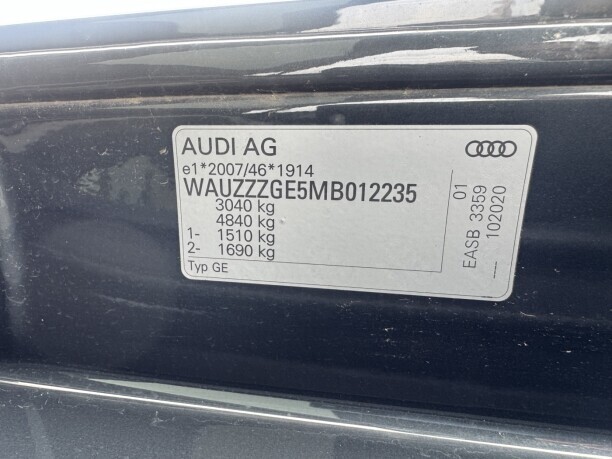 AUDI AG
e1*2007/46*1914
WAUZZZGE5MB012235
3040 kg
4840 kg
1- 1510 kg
2- 1690 kg
Typ GE
01
EASB 3359
---- 102020